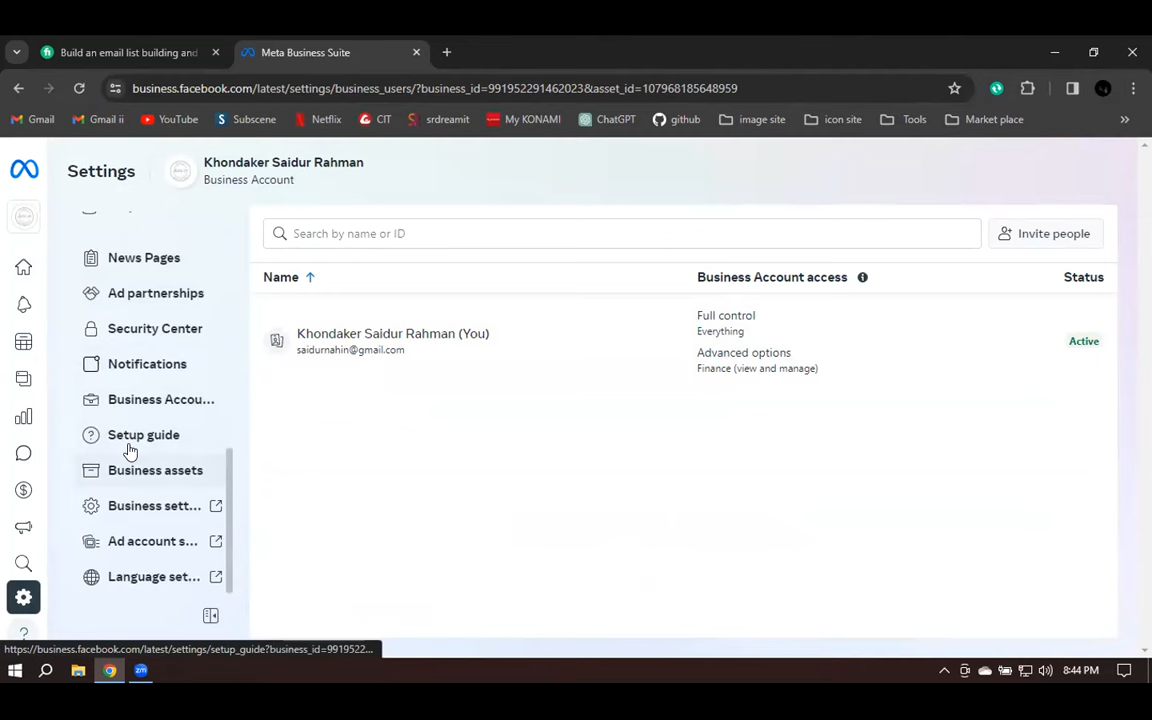 Build an email list building and
Meta Business Suite
business.facebook.com/latest/settings/business_users/?business_id=991952291462023&asset_id=107968185648959
Gmail
Gmail ii
YouTube
Subscene
Netflix
CIT
srdreamit
My KONAMI
ChatGPT
github
image site
icon site
Tools
Market place
Settings
Khondaker Saidur Rahman
Business Account
News Pages
Ad partnerships
Security Center
Notifications
Business Accou...
Setup guide
Business assets
Business sett...
Ad account s...
Language set...
Search by name or ID
Invite people
Name
Business Account access
Status
Khondaker Saidur Rahman (You)
saidurnahin@gmail.com
Full control
Everything
Advanced options
Finance (view and manage)
Active
https://business.facebook.com/latest/settings/setup_guide?business_id=9919522...
8:44 PM